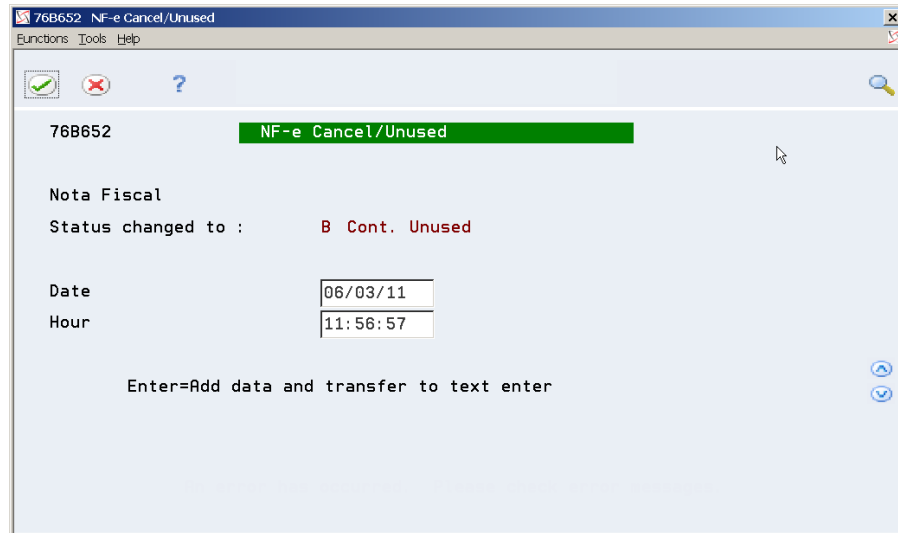 76B652 NF-e Cancel/Unused
Functions Tools Help
76B652 NF-e Cancel/Unused
Nota Fiscal
Status changed to : B Cont. Unused
Date 06/03/11
Hour 11:56:57
Enter=Add data and transfer to text enter